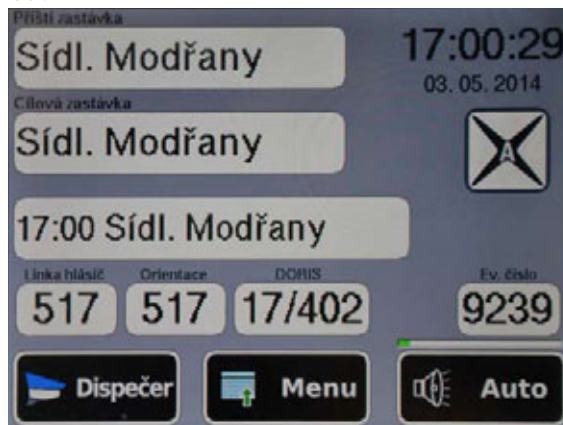 Příští zastávka
Sídl. Modřany
17:00:29
03. 05. 2014
Cílová zastávka
Sídl. Modřany
A
17:00 Sídl. Modřany
Linka hlásič Orientace DORIS Ev. číslo
517 517 17/402 9239
Dispečer Menu Auto